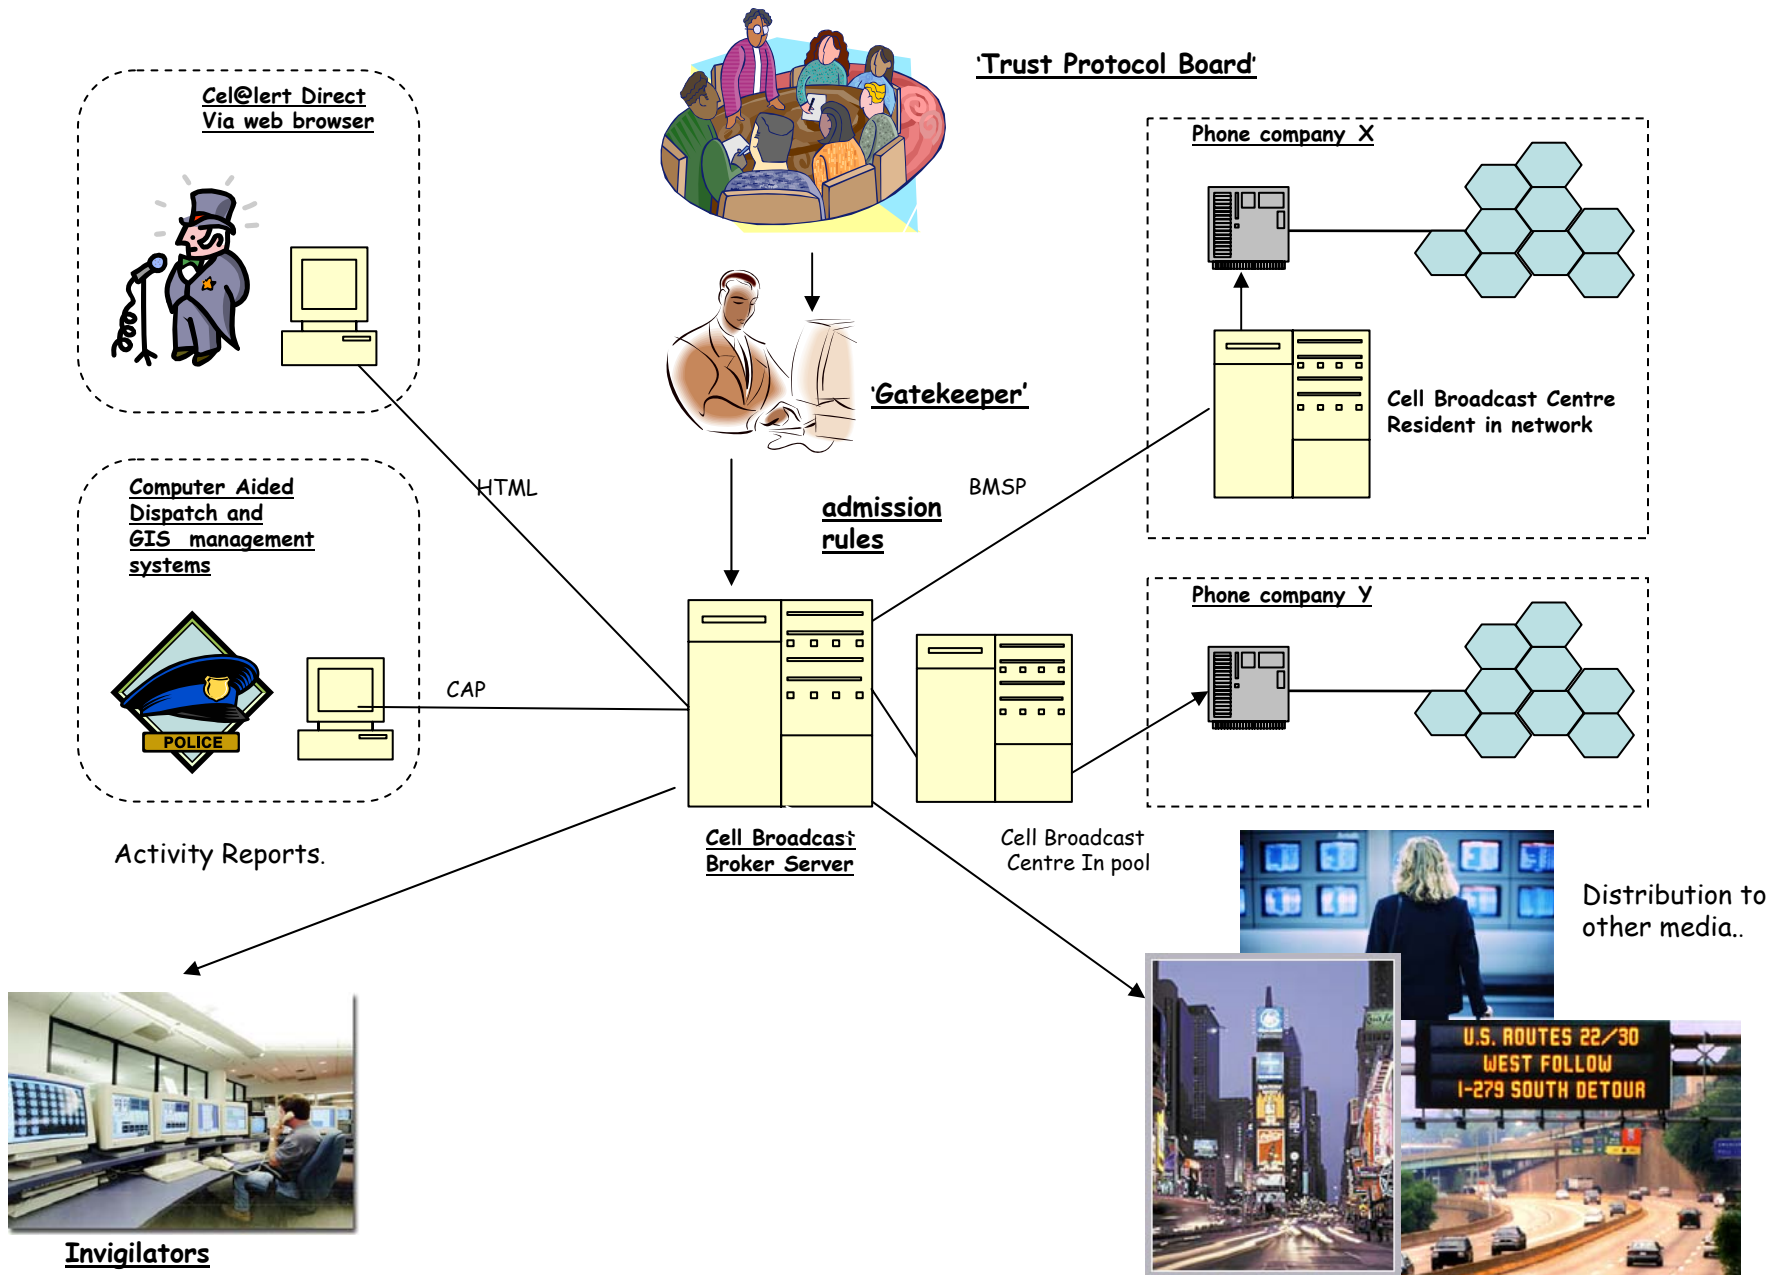 'Trust Protocol Board'
Cel@lert Direct
Via web browser
Phone company X
'Gatekeeper'
Cell Broadcast Centre
Resident in network
HTML
BMSP
Computer Aided
Dispatch and
GIS management
systems
admission
rules
Phone company Y
CAP
POLICE
Cell Broadcast
Broker Server
Cell Broadcast
Centre In pool
Activity Reports.
Distribution to
other media..
U.S. ROUTES 22/30
WEST FOLLOW
I-279 SOUTH DETOUR
Invigilators